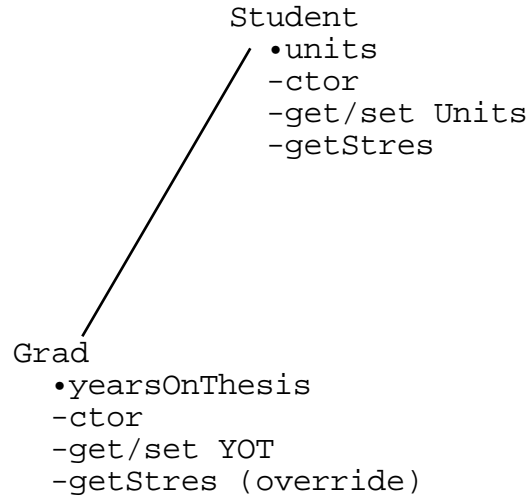 Student
•units
-ctor
-get/set Units
-getStres
Grad
•yearsOnThesis
-ctor
-get/set YOT
-getStres (override)